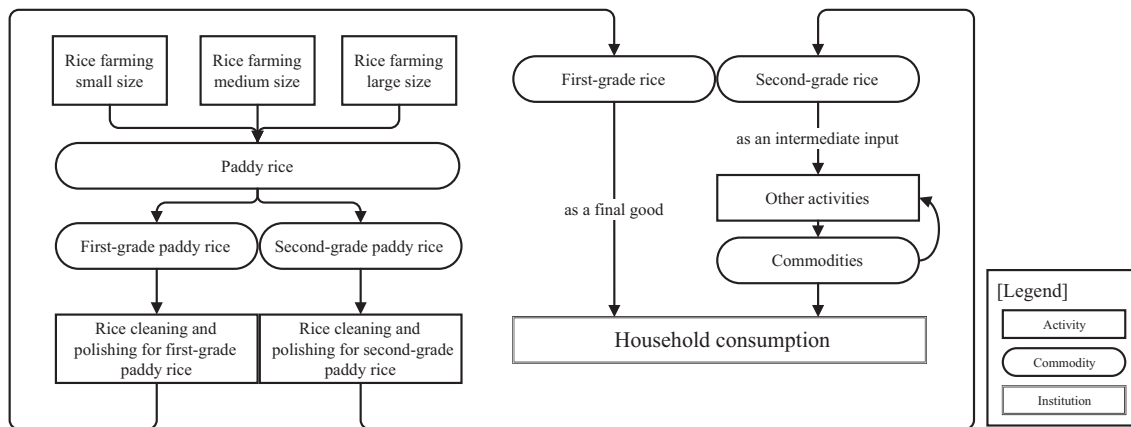 Rice farming
small size
Rice farming
medium size
Rice farming
large size
First-grade rice
Second-grade rice
as an intermediate input
Paddy rice
Other activities
as a final good
First-grade paddy rice
Second-grade paddy rice
Commodities
Rice cleaning and
polishing for first-grade
paddy rice
Rice cleaning and
polishing for second-grade
paddy rice
Household consumption
[Legend]
Activity
Commodity
Institution